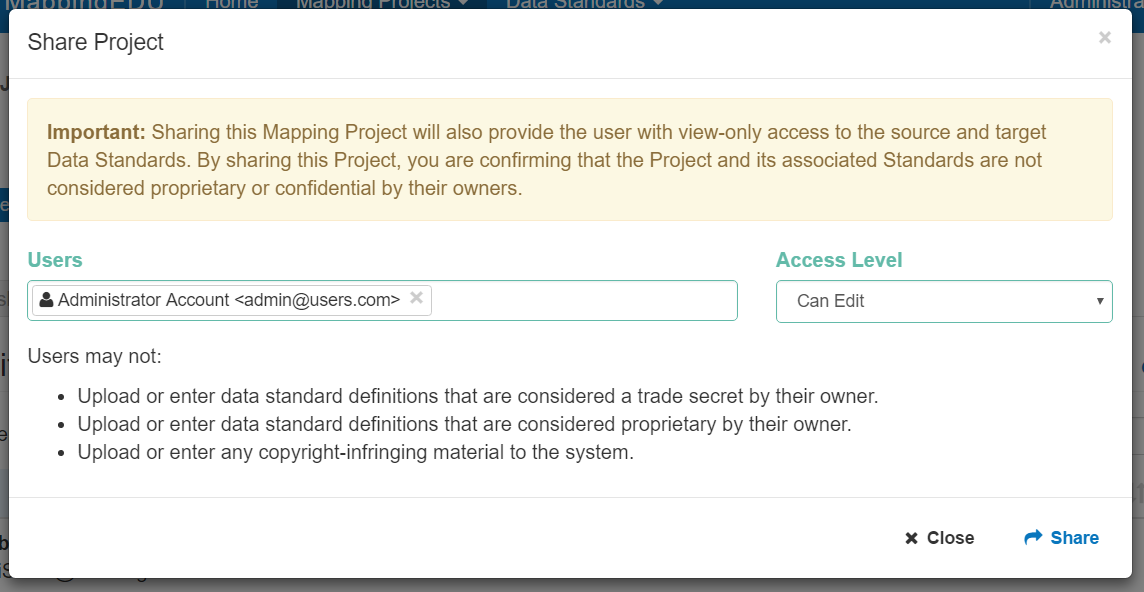 MappingEDU Home Mapping Projects Data Standards
Share Project
×
Important: Sharing this Mapping Project will also provide the user with view-only access to the source and target
Data Standards. By sharing this Project, you are confirming that the Project and its associated Standards are not
considered proprietary or confidential by their owners.
Users
Access Level
Administrator Account <admin@users.com> ×
Can Edit
Users may not:
• Upload or enter data standard definitions that are considered a trade secret by their owner.
• Upload or enter data standard definitions that are considered proprietary by their owner.
• Upload or enter any copyright-infringing material to the system.
Close
Share